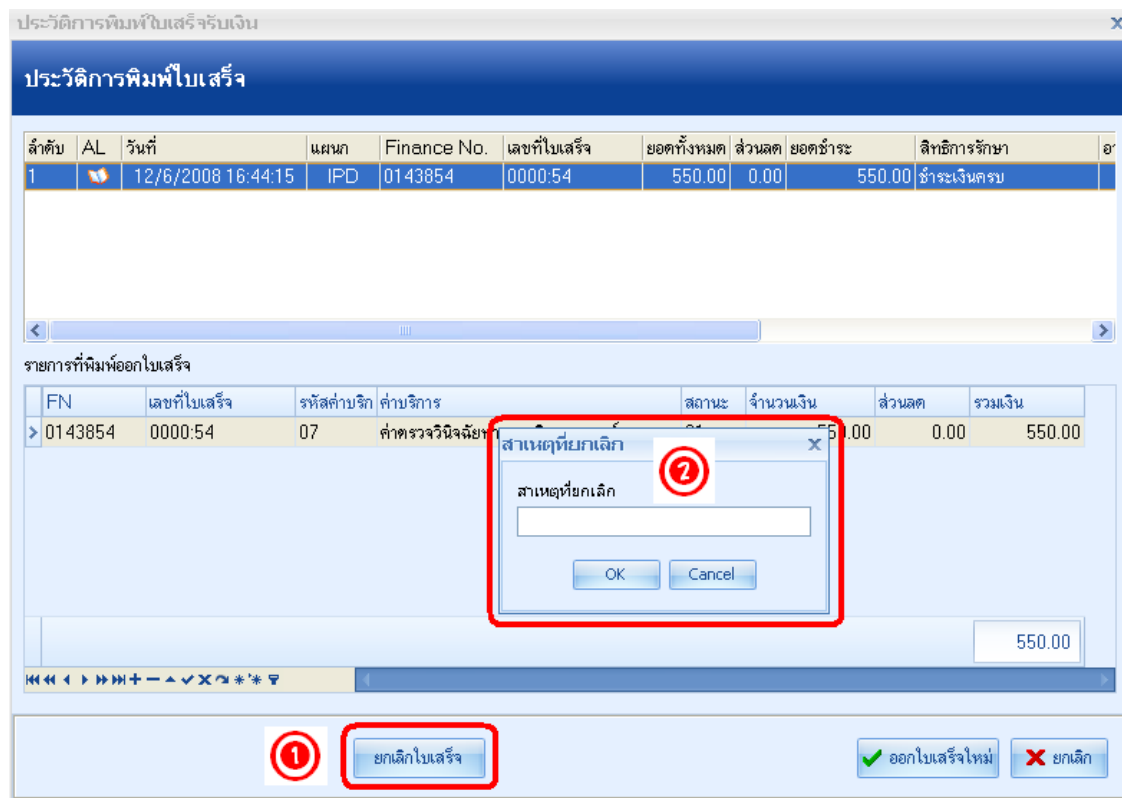 ประวัติการพิมพ์ใบเสร็จรับเงิน
ประวัติการพิมพ์ใบเสร็จ
ลำดับ AL วันที่ แผนก Finance No. เลขที่ใบเสร็จ ยอดทั้งหมด ส่วนลด ยอดชำระ สิทธิการรักษา
1 12/6/2008 16:44:15 IPD 0143854 0000:54 550.00 0.00 550.00 ชำระเงินครบ
รายการที่พิมพ์ออกใบเสร็จ
FN เลขที่ใบเสร็จ รหัสค่าบริก ค่าบริการ สถานะ จำนวนเงิน ส่วนลด รวมเงิน
0143854 0000:54 07 ค่าตรวจวินิจฉัยทา 0.00 550.00
สาเหตุที่ยกเลิก
2
สาเหตุที่ยกเลิก
OK Cancel
550.00
1 ยกเลิกใบเสร็จ ออกใบเสร็จใหม่ ยกเลิก